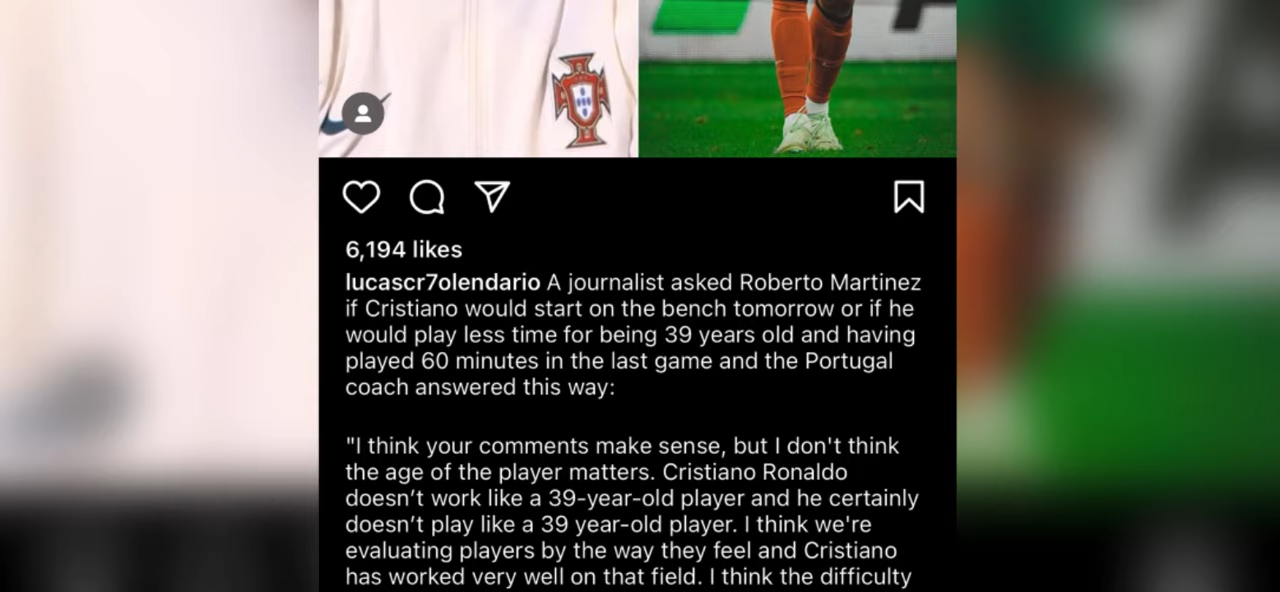 6,194 likes
lucascr7olendario A journalist asked Roberto Martinez
if Cristiano would start on the bench tomorrow or if he
would play less time for being 39 years old and having
played 60 minutes in the last game and the Portugal
coach answered this way:
"I think your comments make sense, but I don't think
the age of the player matters. Cristiano Ronaldo
doesn’t work like a 39-year-old player and he certainly
doesn’t play like a 39 year-old player. I think we're
evaluating players by the way they feel and Cristiano
has worked very well on that field. I think the difficulty